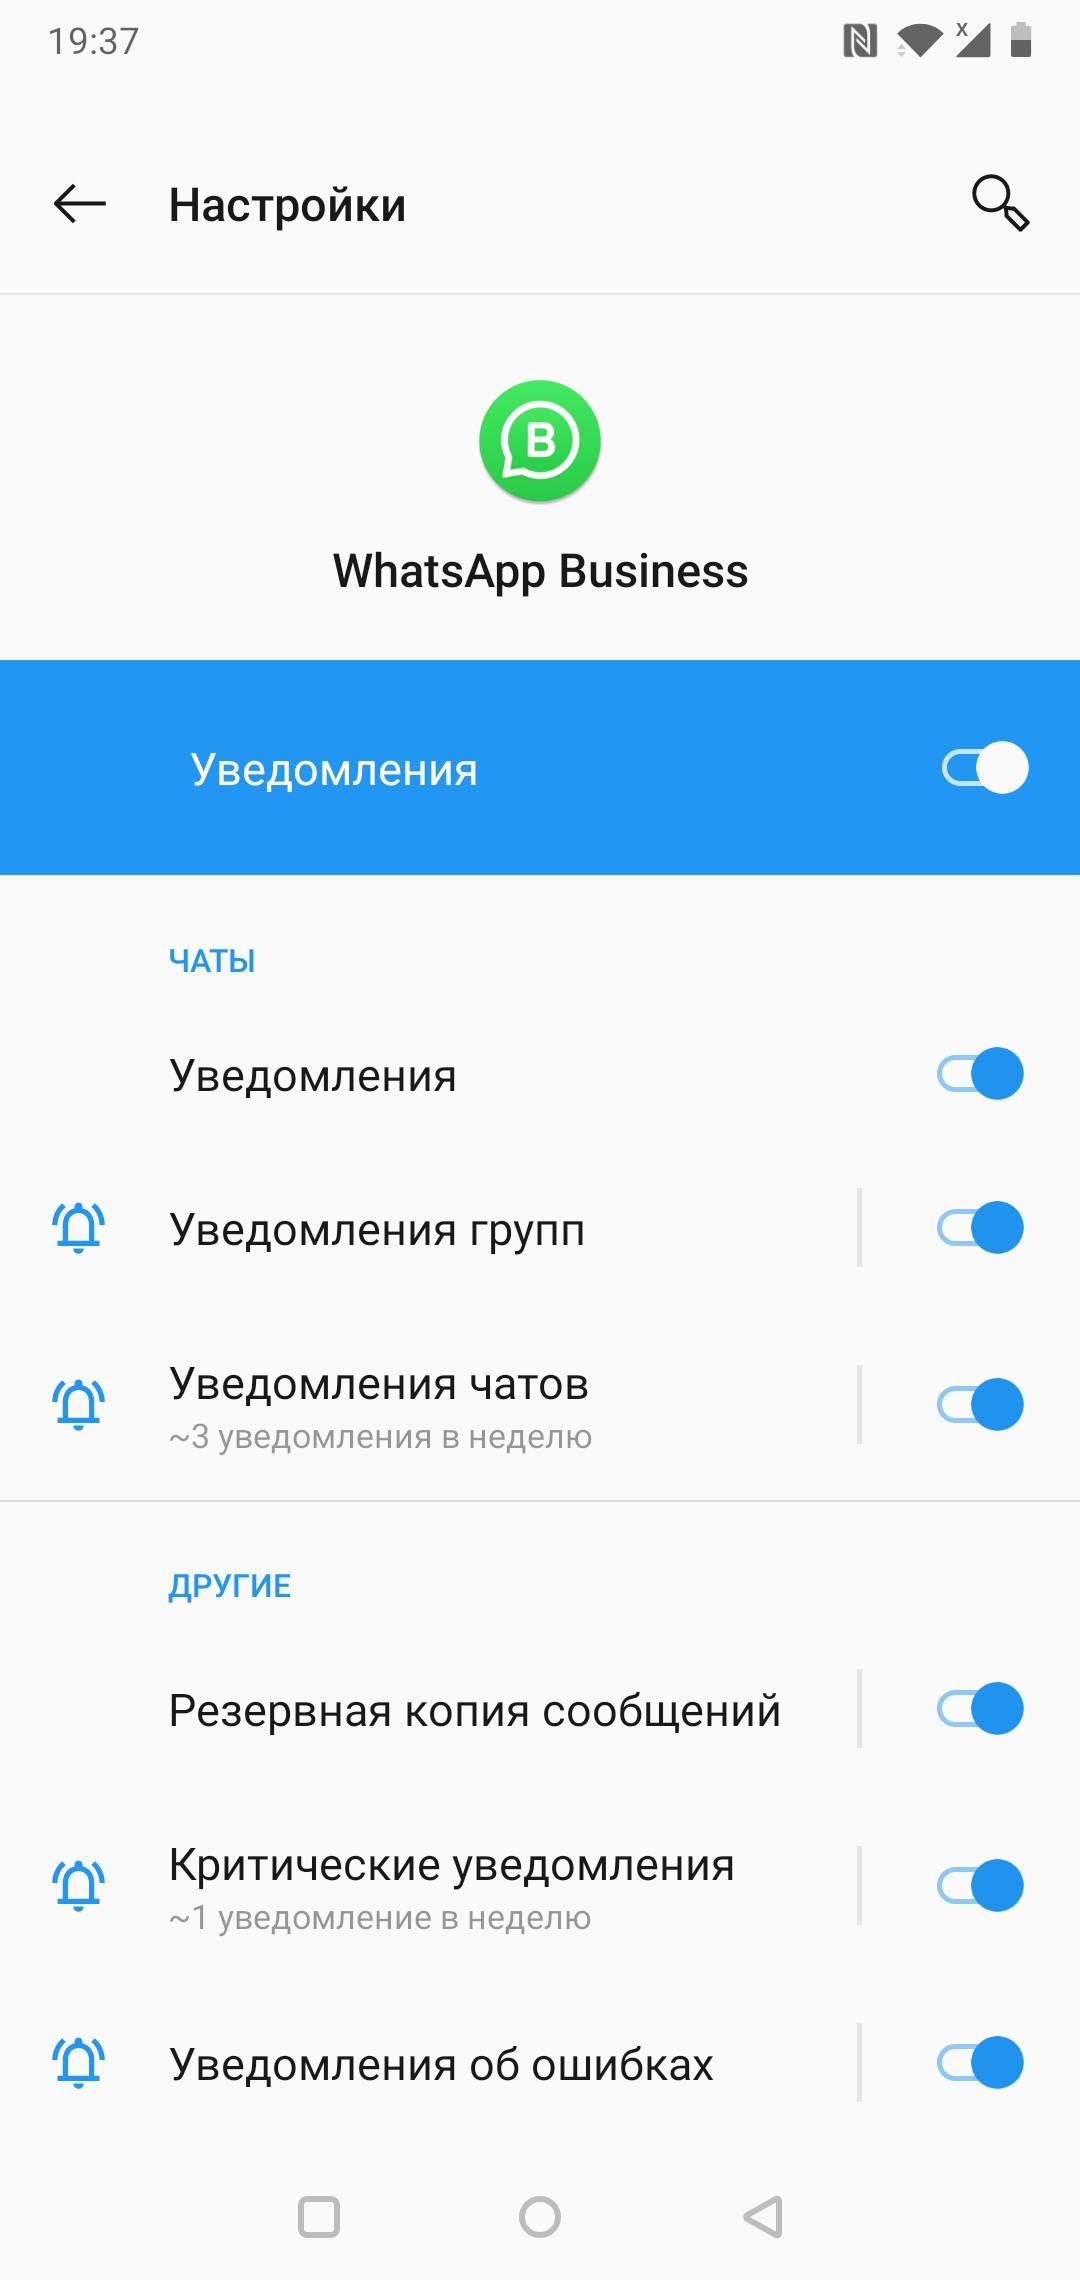 19:37
Настройки
B
WhatsApp Business
Уведомления
ЧАТЫ
Уведомления
Уведомления групп
Уведомления чатов
~3 уведомления в неделю
ДРУГИЕ
Резервная копия сообщений
Критические уведомления
~1 уведомление в неделю
Уведомления об ошибках